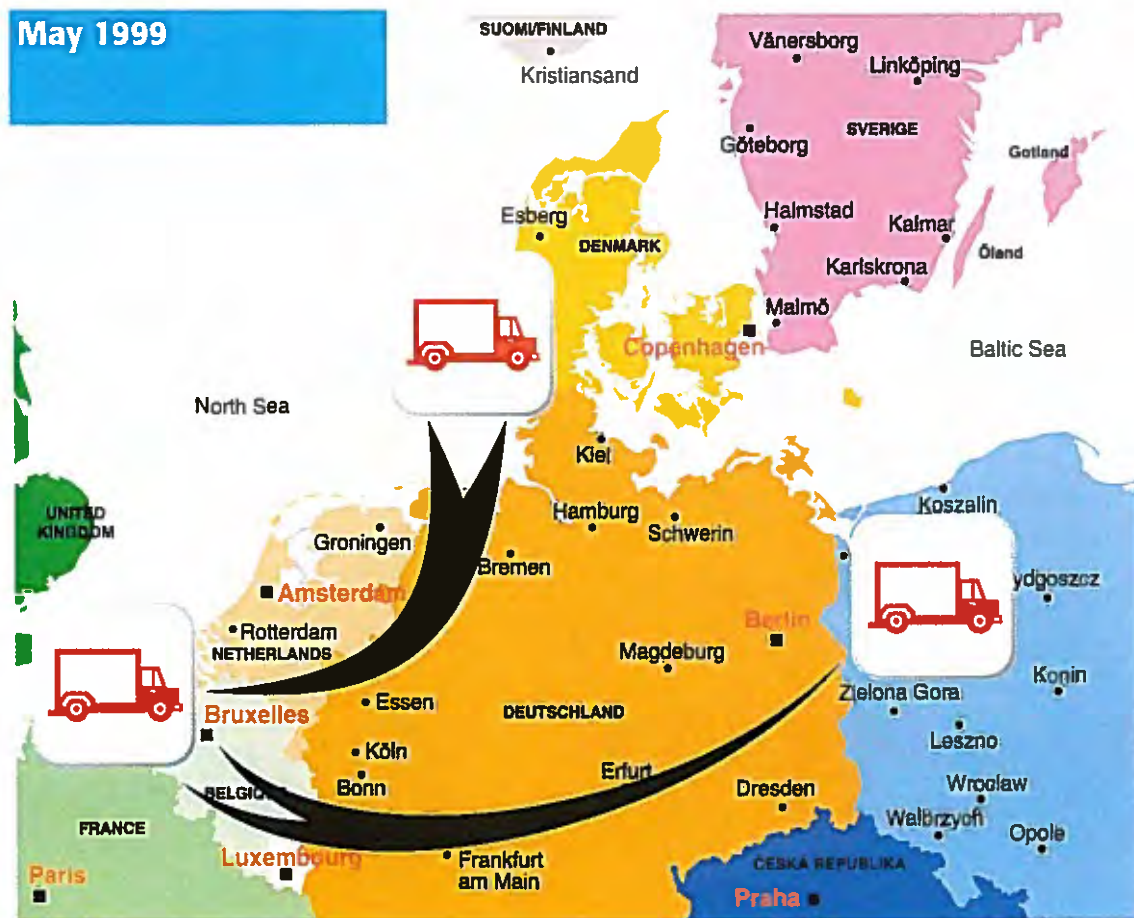 May 1999
SUOMI/FINLAND
Kristiansand
Vänersborg
Linköping
SVERIGE
Göteborg
Gotland
Esberg
DENMARK
Halmstad
Kalmar
Öland
Karlskrona
Malmö
Copenhagen
Baltic Sea
North Sea
Kiel
Koszalin
UNITED
KINGDOM
Groningen
Hamburg
Schwerin
Bremen
ydgoszcz
Amsterdam
Rotterdam
NETHERLANDS
Berlin
Magdeburg
Konin
Zielona Gora
Essen
Bruxelles
DEUTSCHLAND
Leszno
Köln
Bonn
Erfurt
BELGIQU
Dresden
Wroclaw
Walbrzych
Opole
FRANCE
Luxembourg
Frankfurt
am Main
ČESKÁ REPUBLIKA
Paris
Praha